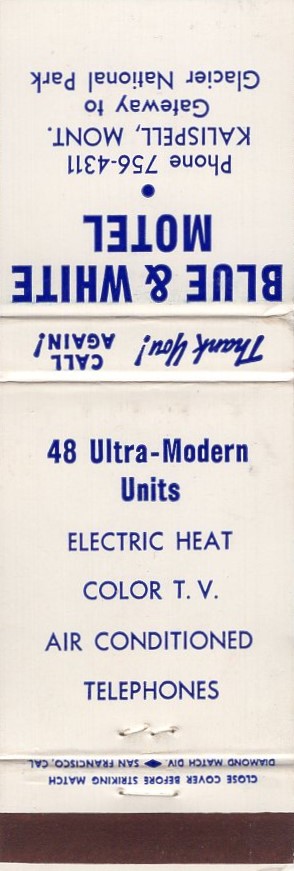 BLUE & WHITE
MOTEL
Phone 756-4311
KALISPELL, MONT.
Gateway to
Glacier National Park
Thank You! CALL
AGAIN!
48 Ultra-Modern
Units
ELECTRIC HEAT
COLOR T. V.
AIR CONDITIONED
TELEPHONES
CLOSE COVER BEFORE STRIKING MATCH
DIAMOND MATCH DIV. SAN FRANCISCO, CAL.